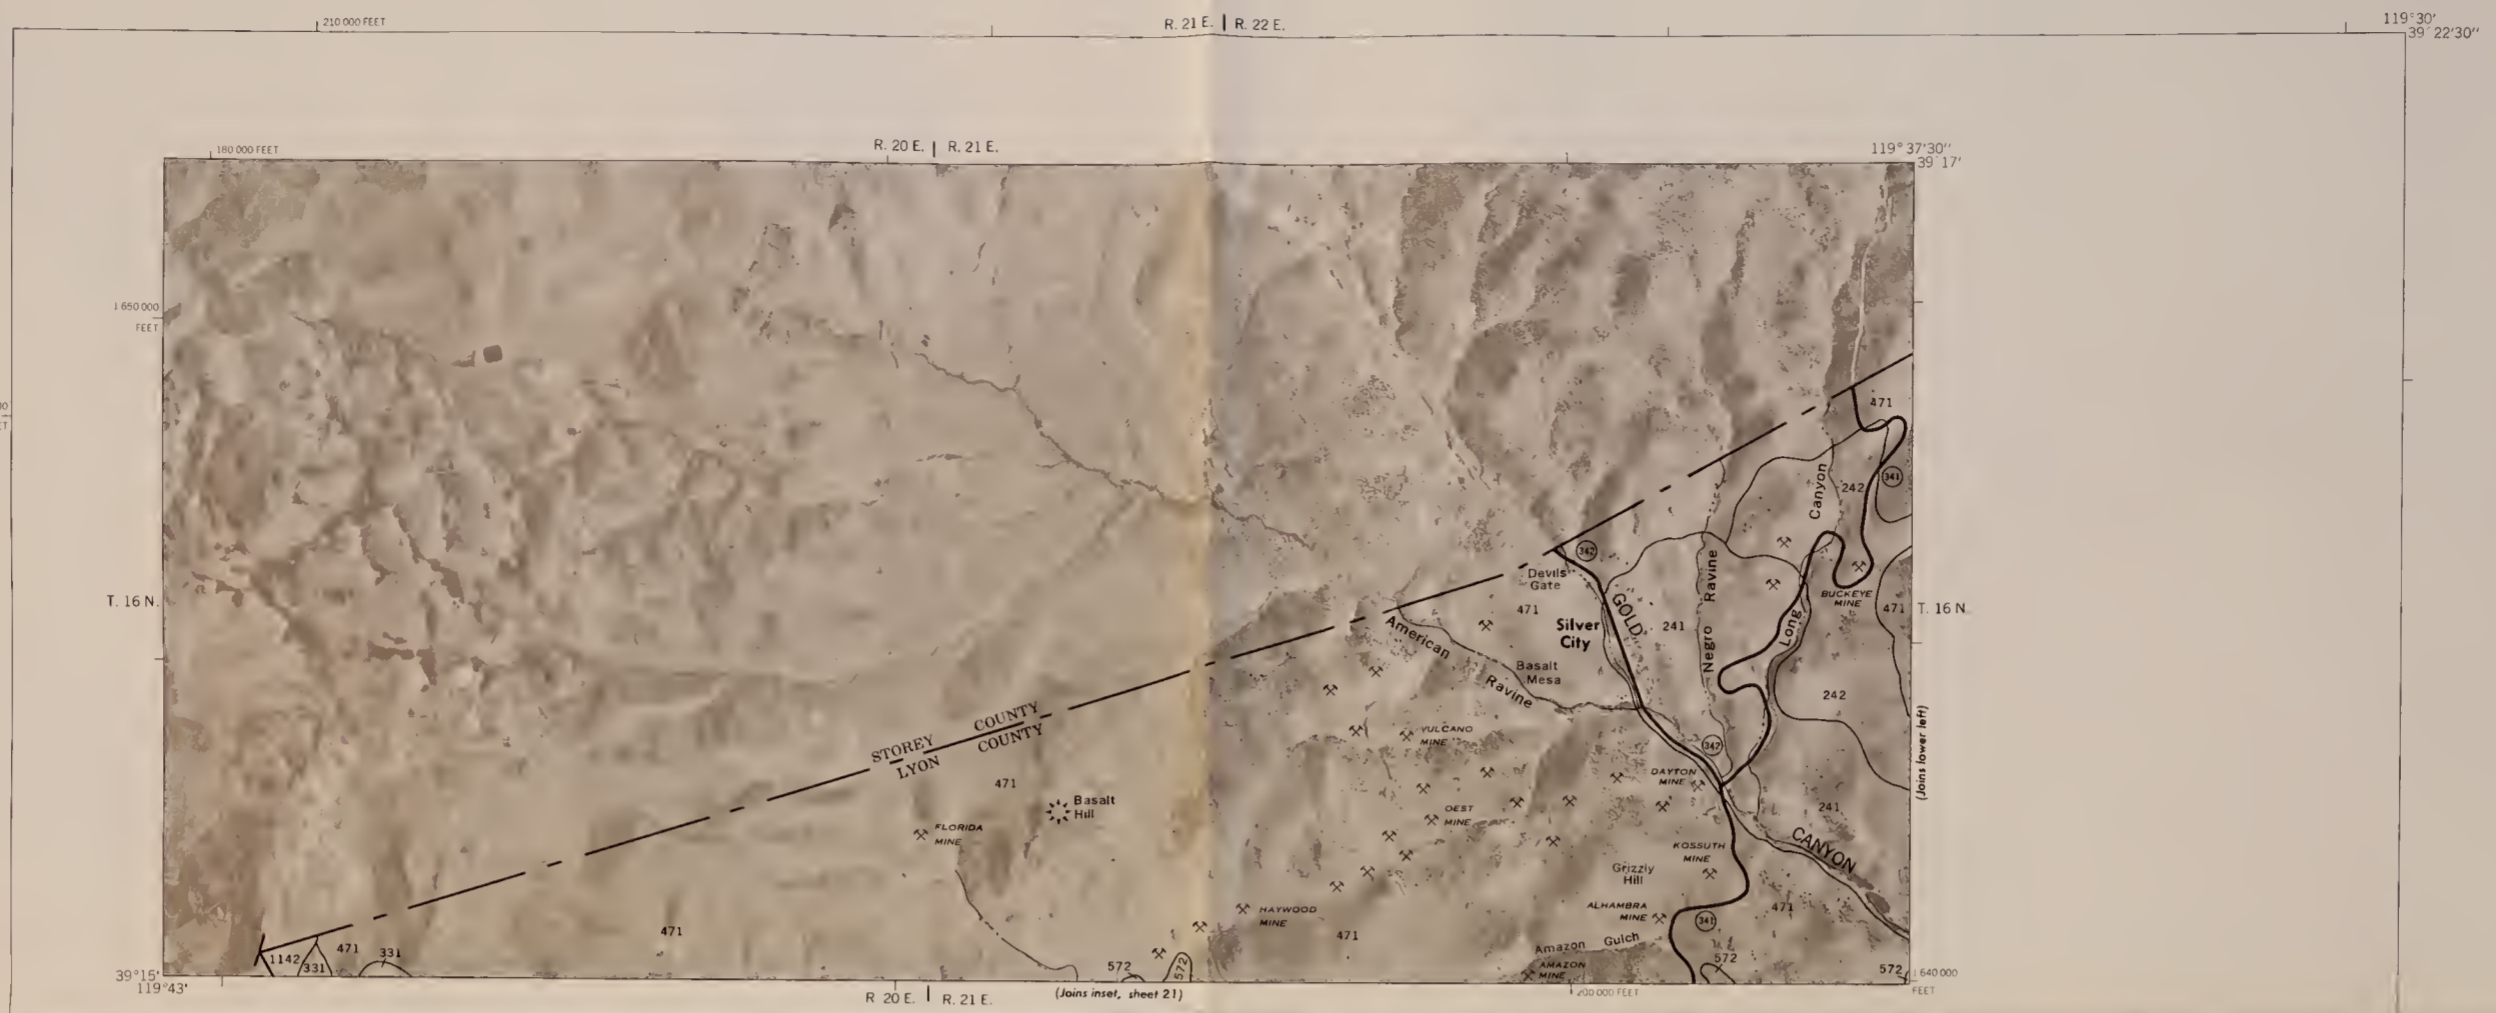 210 000 FEET
R. 21 E. | R. 22 E.
119°30'
39°22'30"
180 000 FEET
R. 20 E. | R. 21 E.
119°37'30"
39°17'
1 650 000
FEET
471
341
Canyon
242
342
Devils
Gate
471
GOLD
Silver
City
241
Negro Ravine
BUCKEYE
MINE
471
T. 16 N.
T. 16 N.
Long
American
Ravine
Basalt
Mesa
242
STOREY COUNTY
LYON COUNTY
VULCANO
MINE
342
(Joins lower left)
DAYTON
MINE
471
Basalt
Hill
OEST
MINE
241
FLORIDA
MINE
CANYON
KOSSUTH
MINE
Grizzly
Hill
HAYWOOD
MINE
ALHAMBRA
MINE
471
341
471
471
Amazon Gulch
471
331
1142
331
572
572
AMAZON
MINE
572
572
39°15'
119°43'
1 640 000
FEET
R 20 E. | R. 21 E.
(Joins inset, sheet 21)
200 000 FEET